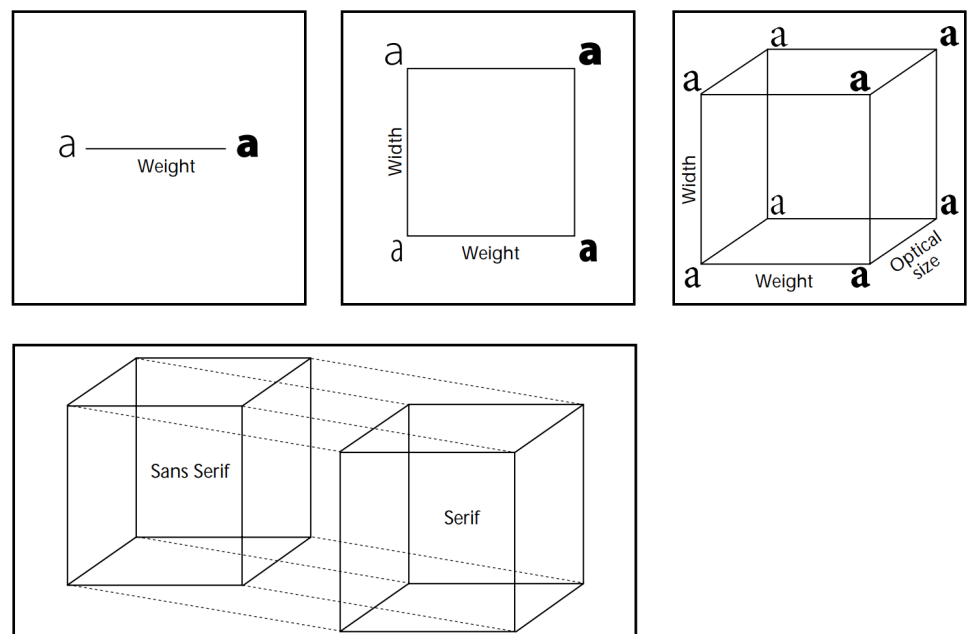 a a
Weight
a a
Width
a a
Weight
a a
a a
Width
a a
a a
Weight
Optical
size
Sans Serif
Serif